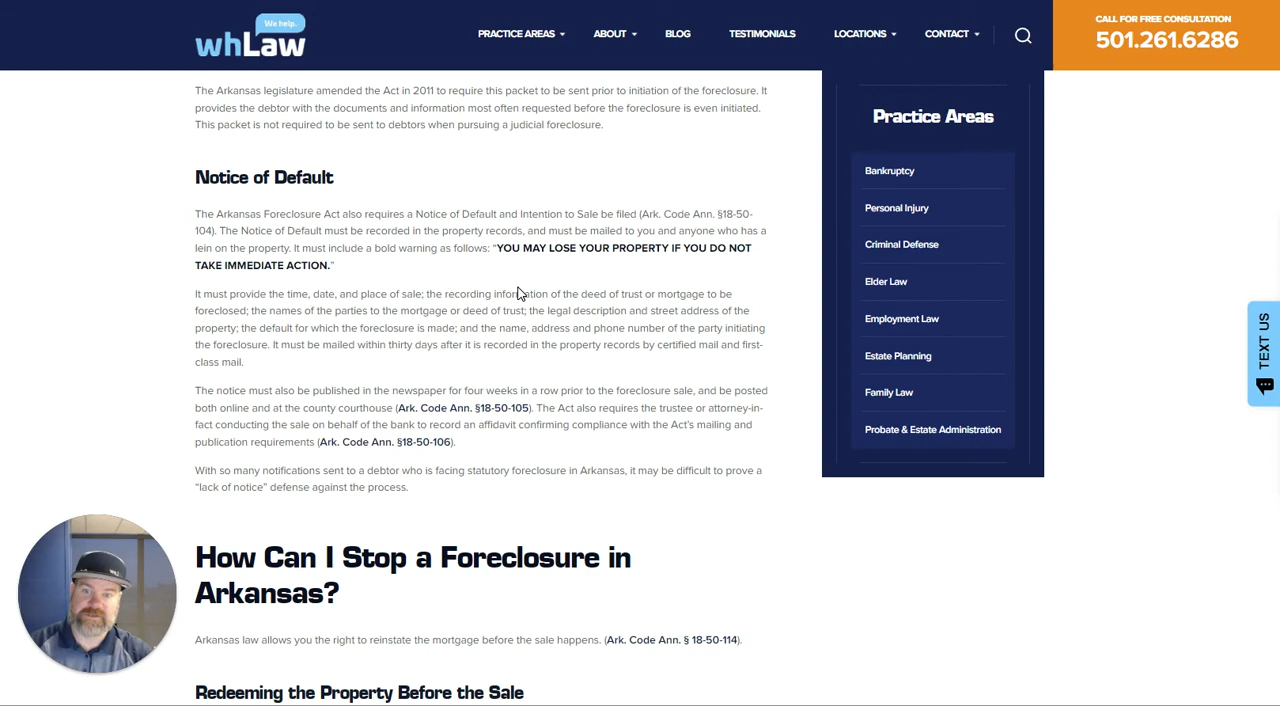 We help.
whLaw
PRACTICE AREAS
ABOUT
BLOG
TESTIMONIALS
LOCATIONS
CONTACT
CALL FOR FREE CONSULTATION
501.261.6286
The Arkansas legislature amended the Act in 2011 to require this packet to be sent prior to initiation of the foreclosure. It
provides the debtor with the documents and information most often requested before the foreclosure is even initiated.
This packet is not required to be sent to debtors when pursuing a judicial foreclosure.
Notice of Default
The Arkansas Foreclosure Act also requires a Notice of Default and Intention to Sale be filed (Ark. Code Ann. §18-50-
104). The Notice of Default must be recorded in the property records, and must be mailed to you and anyone who has a
lein on the property. It must include a bold warning as follows: “YOU MAY LOSE YOUR PROPERTY IF YOU DO NOT
TAKE IMMEDIATE ACTION.”
It must provide the time, date, and place of sale; the recording information of the deed of trust or mortgage to be
foreclosed; the names of the parties to the mortgage or deed of trust; the legal description and street address of the
property; the default for which the foreclosure is made; and the name, address and phone number of the party initiating
the foreclosure. It must be mailed within thirty days after it is recorded in the property records by certified mail and first-
class mail.
The notice must also be published in the newspaper for four weeks in a row prior to the foreclosure sale, and be posted
both online and at the county courthouse (Ark. Code Ann. §18-50-105). The Act also requires the trustee or attorney-in-
fact conducting the sale on behalf of the bank to record an affidavit confirming compliance with the Act’s mailing and
publication requirements (Ark. Code Ann. §18-50-106).
With so many notifications sent to a debtor who is facing statutory foreclosure in Arkansas, it may be difficult to prove a
“lack of notice” defense against the process.
How Can I Stop a Foreclosure in
Arkansas?
Arkansas law allows you the right to reinstate the mortgage before the sale happens. (Ark. Code Ann. § 18-50-114).
Redeeming the Property Before the Sale
Practice Areas
Bankruptcy
Personal Injury
Criminal Defense
Elder Law
Employment Law
Estate Planning
Family Law
Probate & Estate Administration
TEXT US